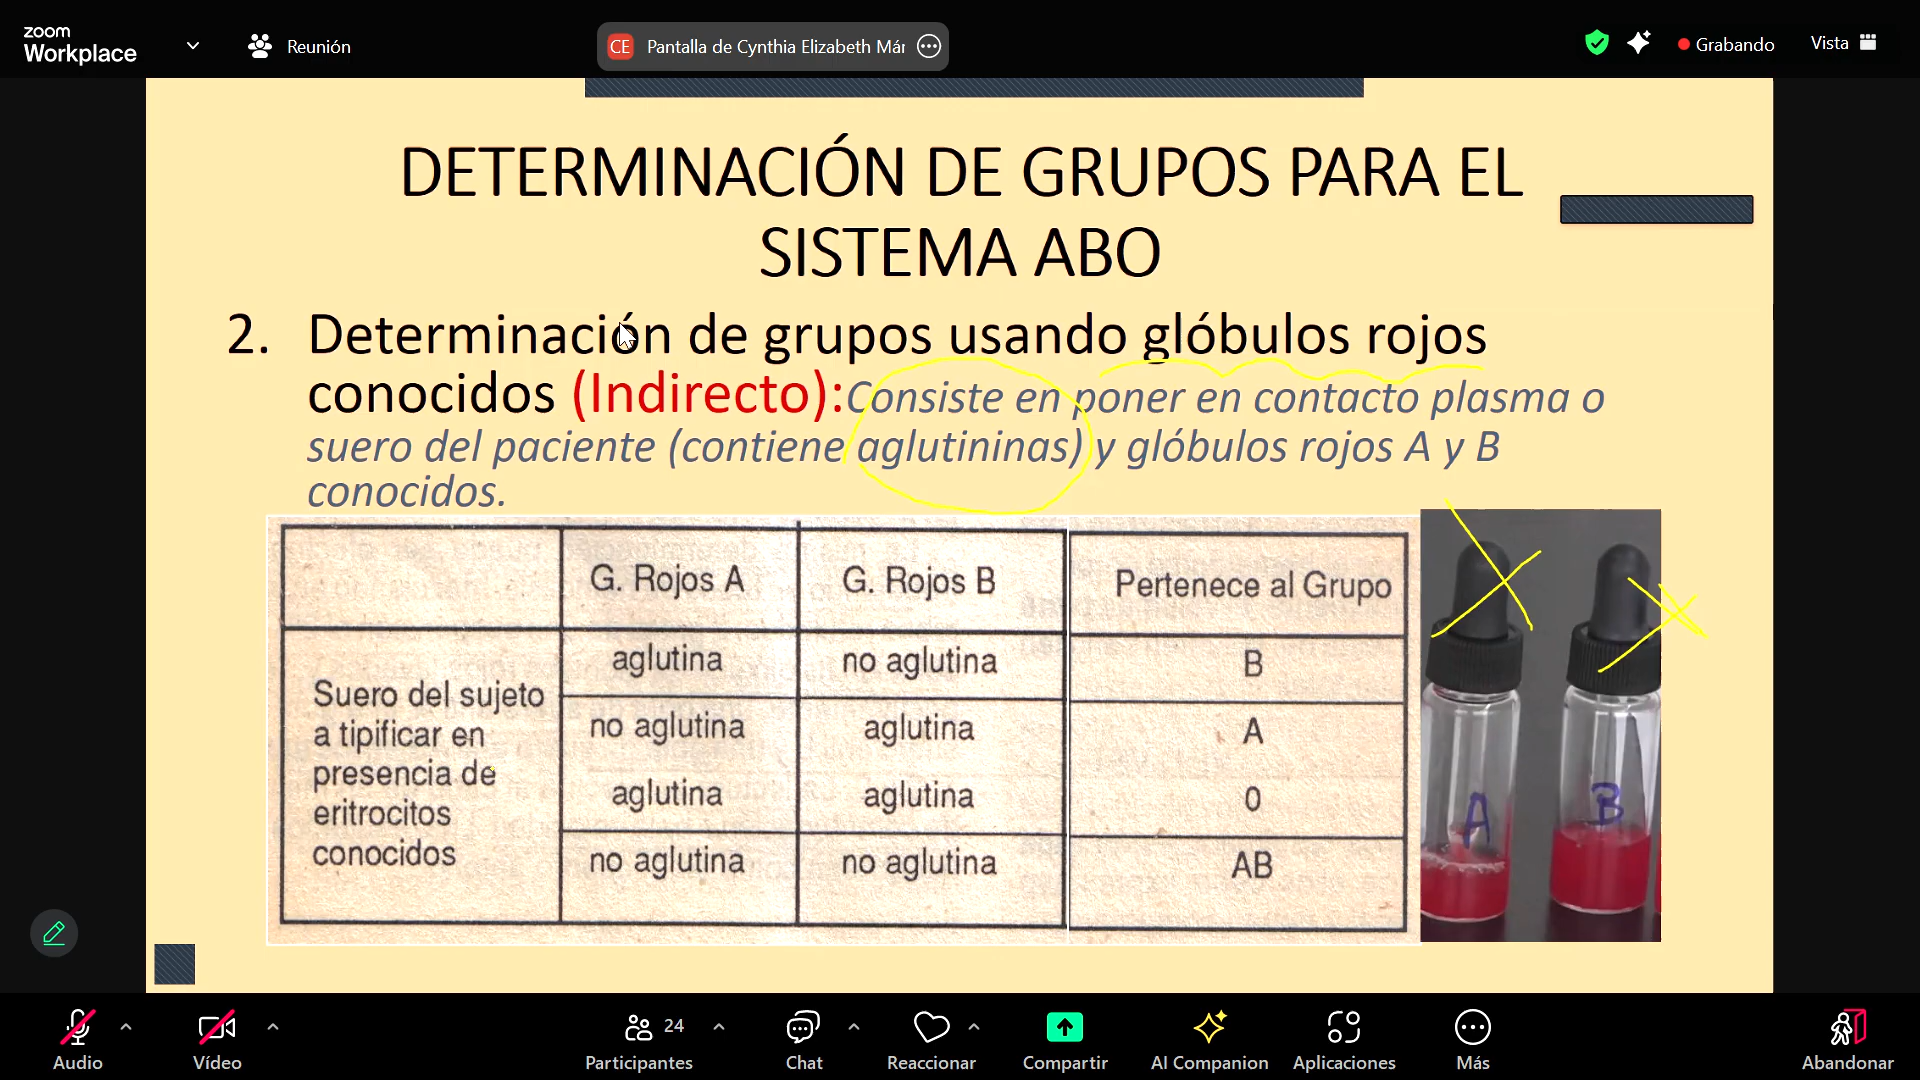 zoom
Workplace
Reunión
CE Pantalla de Cynthia Elizabeth Már
Grabando
Vista
DETERMINACIÓN DE GRUPOS PARA EL
SISTEMA ABO
2. Determinación de grupos usando glóbulos rojos
conocidos (Indirecto): Consiste en poner en contacto plasma o
suero del paciente (contiene aglutininas) y glóbulos rojos A y B
conocidos.
G. Rojos A G. Rojos B Pertenece al Grupo
Suero del sujeto
a tipificar en
presencia de
eritrocitos
conocidos
aglutina no aglutina B
no aglutina aglutina A
aglutina aglutina 0
no aglutina no aglutina AB
A B
Audio
Vídeo
24
Participantes
Chat
Reaccionar
Compartir
AI Companion
Aplicaciones
Más
Abandonar